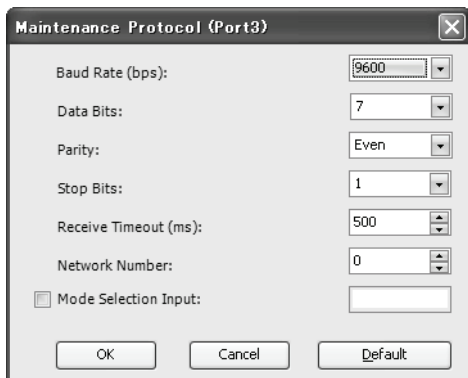 Maintenance Protocol (Port3)
Baud Rate (bps): 9600
Data Bits: 7
Parity: Even
Stop Bits: 1
Receive Timeout (ms): 500
Network Number: 0
Mode Selection Input:
OK Cancel Default